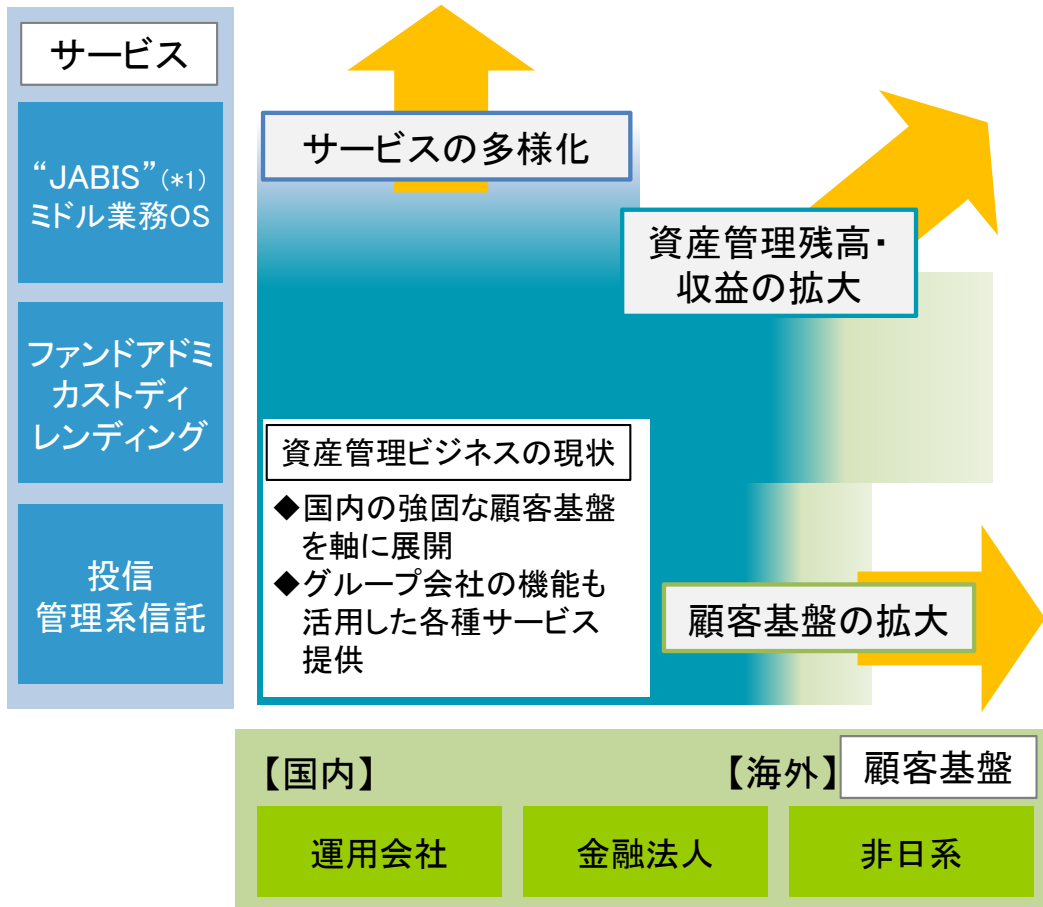 サービス
“JABIS”(*1)
ミドル業務OS
ファンドアドミ
カストディ
レンディング
投信
管理系信託
サービスの多様化
資産管理残高・
収益の拡大
資産管理ビジネスの現状
◆国内の強固な顧客基盤
を軸に展開
◆グループ会社の機能も
活用した各種サービス
提供
顧客基盤の拡大
【国内】
【海外】
顧客基盤
運用会社
金融法人
非日系